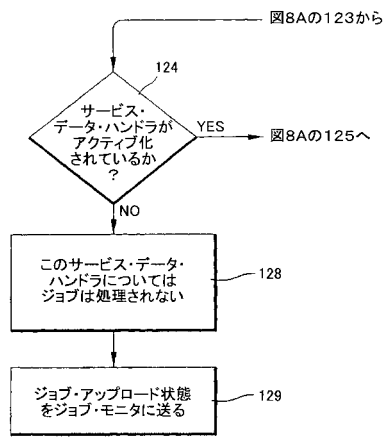 図8Aの123から
124
サービス・
データ・ハンドラが
アクティブ化
されているか
?
YES
図8Aの125へ
NO
このサービス・データ・
ハンドラについては
ジョブは処理されない
128
ジョブ・アップロード状態
をジョブ・モニタに送る
129